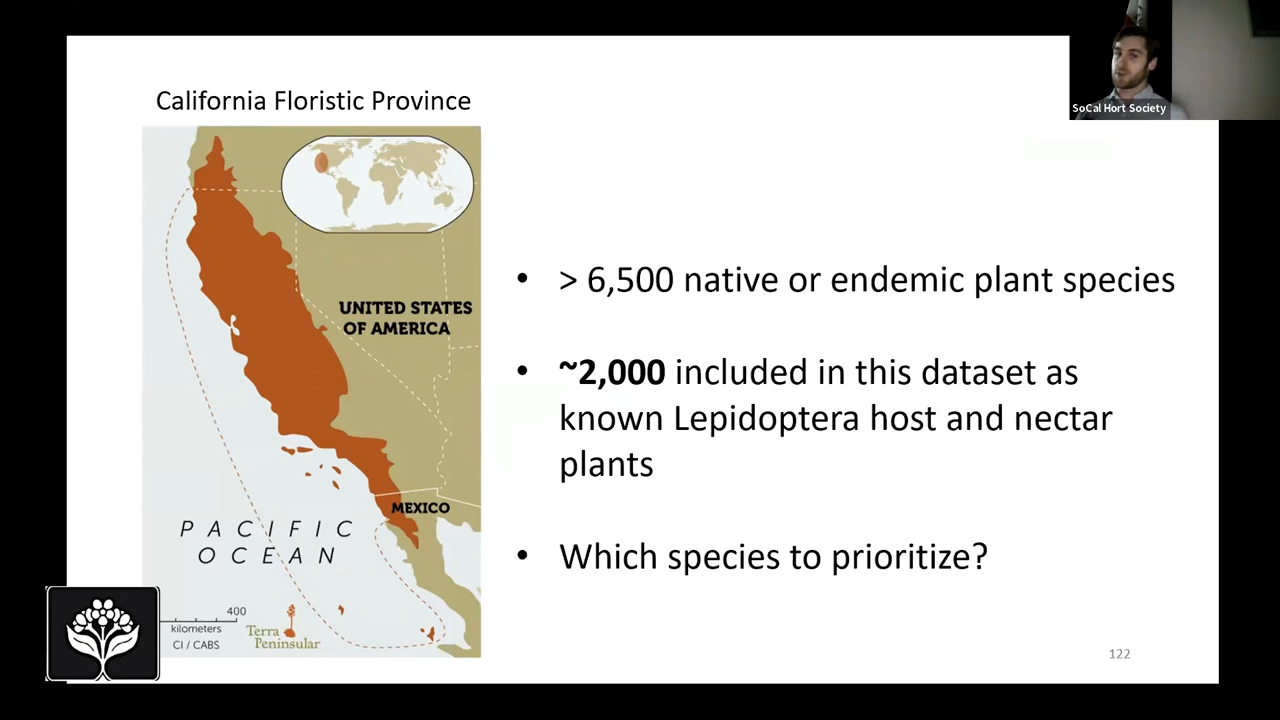 SoCal Hort Society
California Floristic Province
UNITED STATES
OF AMERICA
MEXICO
PACIFIC
OCEAN
400
kilometers
CI / CABS
Terra
Peninsular
• > 6,500 native or endemic plant species
• ~2,000 included in this dataset as
known Lepidoptera host and nectar
plants
• Which species to prioritize?
122